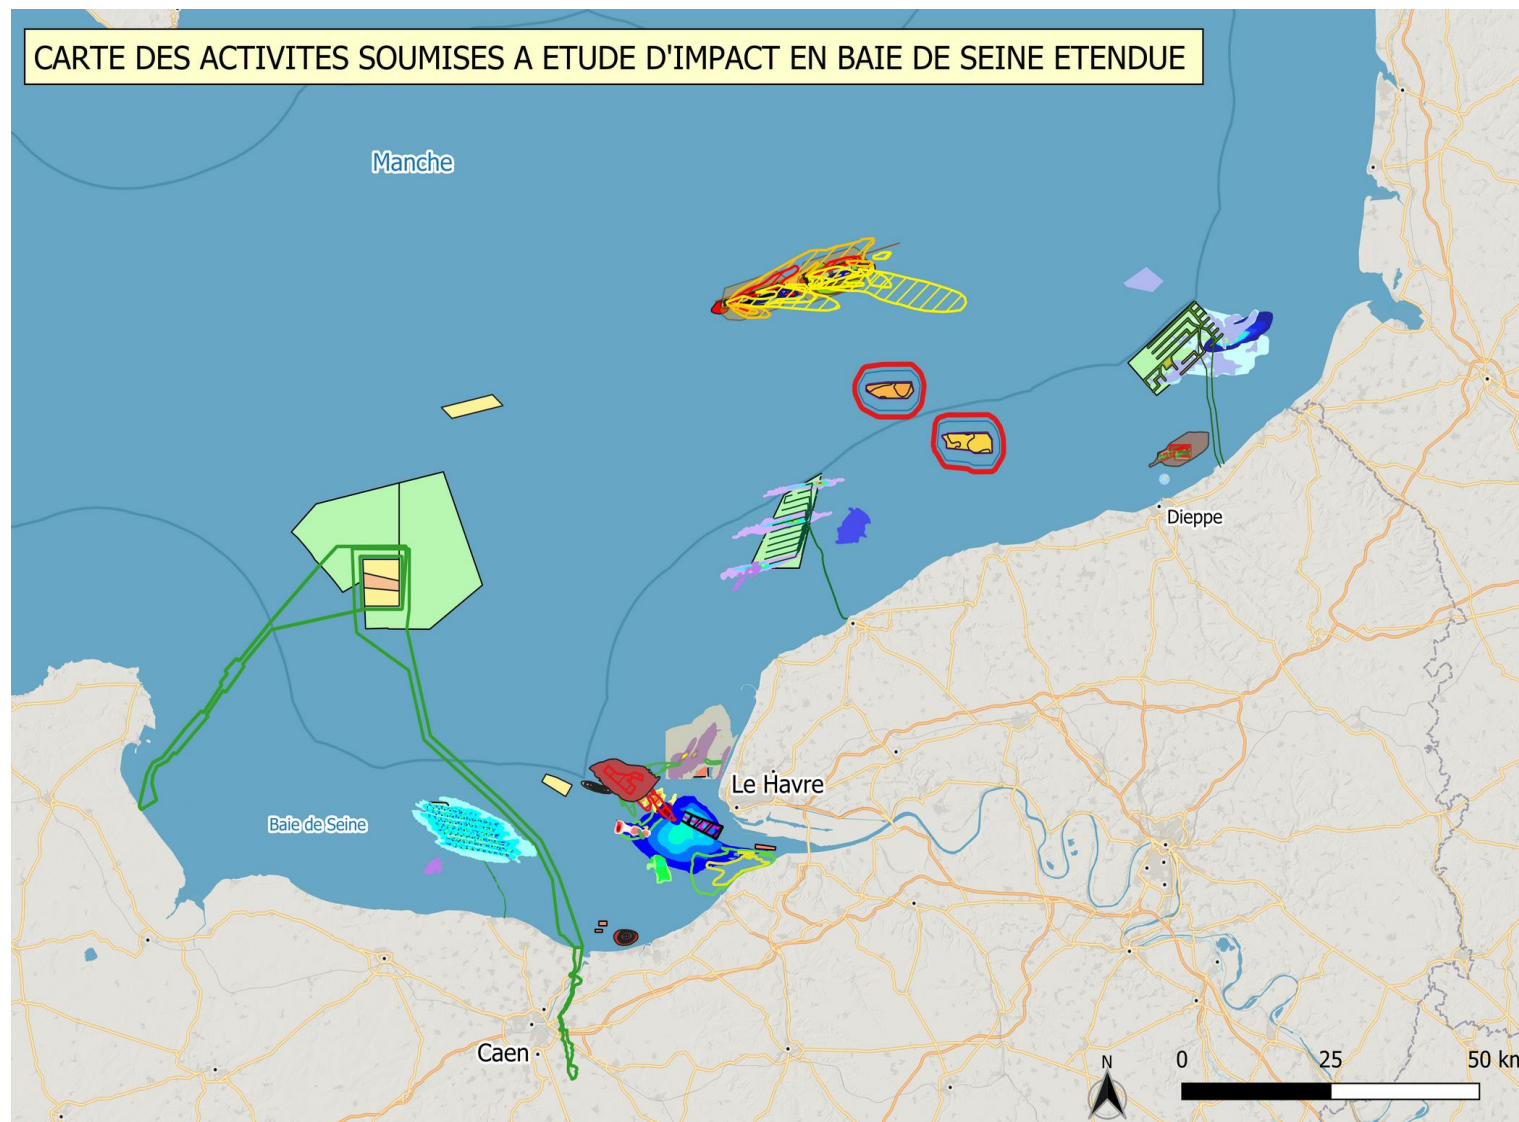 CARTE DES ACTIVITES SOUMISES A ETUDE D'IMPACT EN BAIE DE SEINE ETENDUE
Manche
Dieppe
Le Havre
Baie de Seine
Caen
N
0 25 50 km